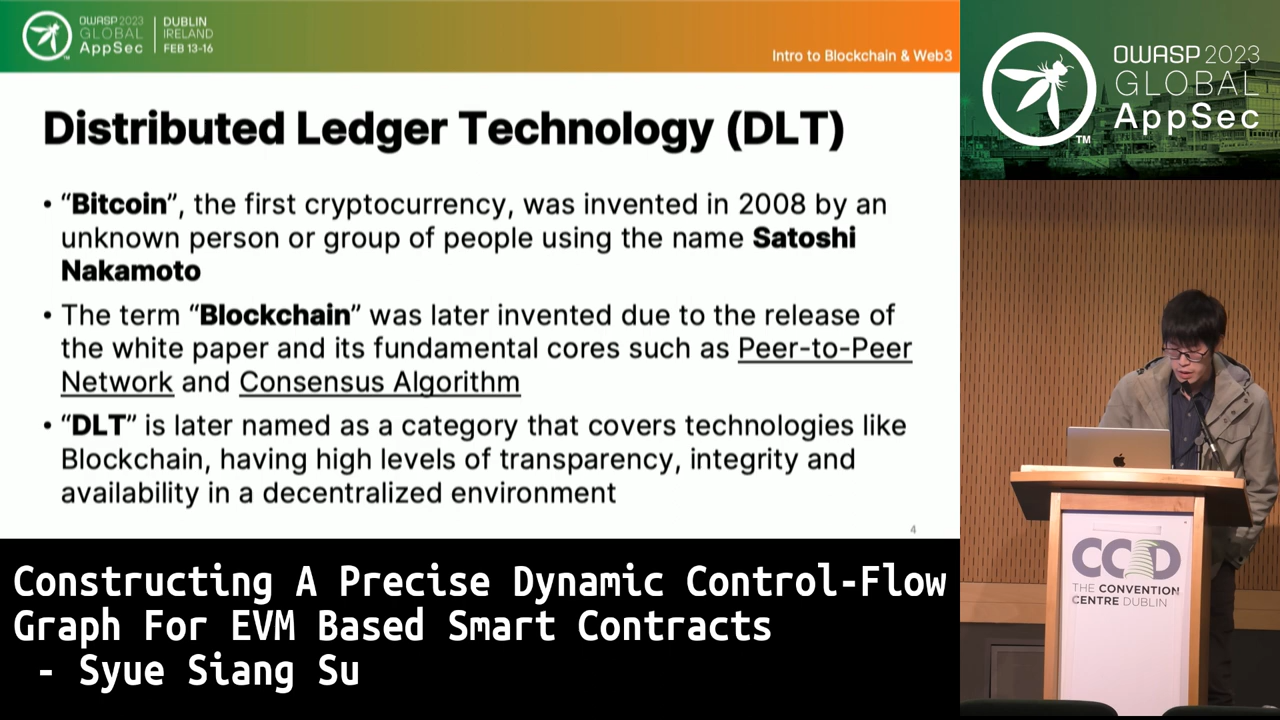 OWASP 2023
GLOBAL
AppSec
TM
DUBLIN
IRELAND
FEB 13-16
Intro to Blockchain & Web3
Distributed Ledger Technology (DLT)
• “Bitcoin”, the first cryptocurrency, was invented in 2008 by an
unknown person or group of people using the name Satoshi
Nakamoto
• The term “Blockchain” was later invented due to the release of
the white paper and its fundamental cores such as Peer-to-Peer
Network and Consensus Algorithm
• “DLT” is later named as a category that covers technologies like
Blockchain, having high levels of transparency, integrity and
availability in a decentralized environment
4
Constructing A Precise Dynamic Control-Flow
Graph For EVM Based Smart Contracts
- Syue Siang Su
OWASP 2023
GLOBAL
AppSec
TM
CCD
THE CONVENTION
CENTRE DUBLIN